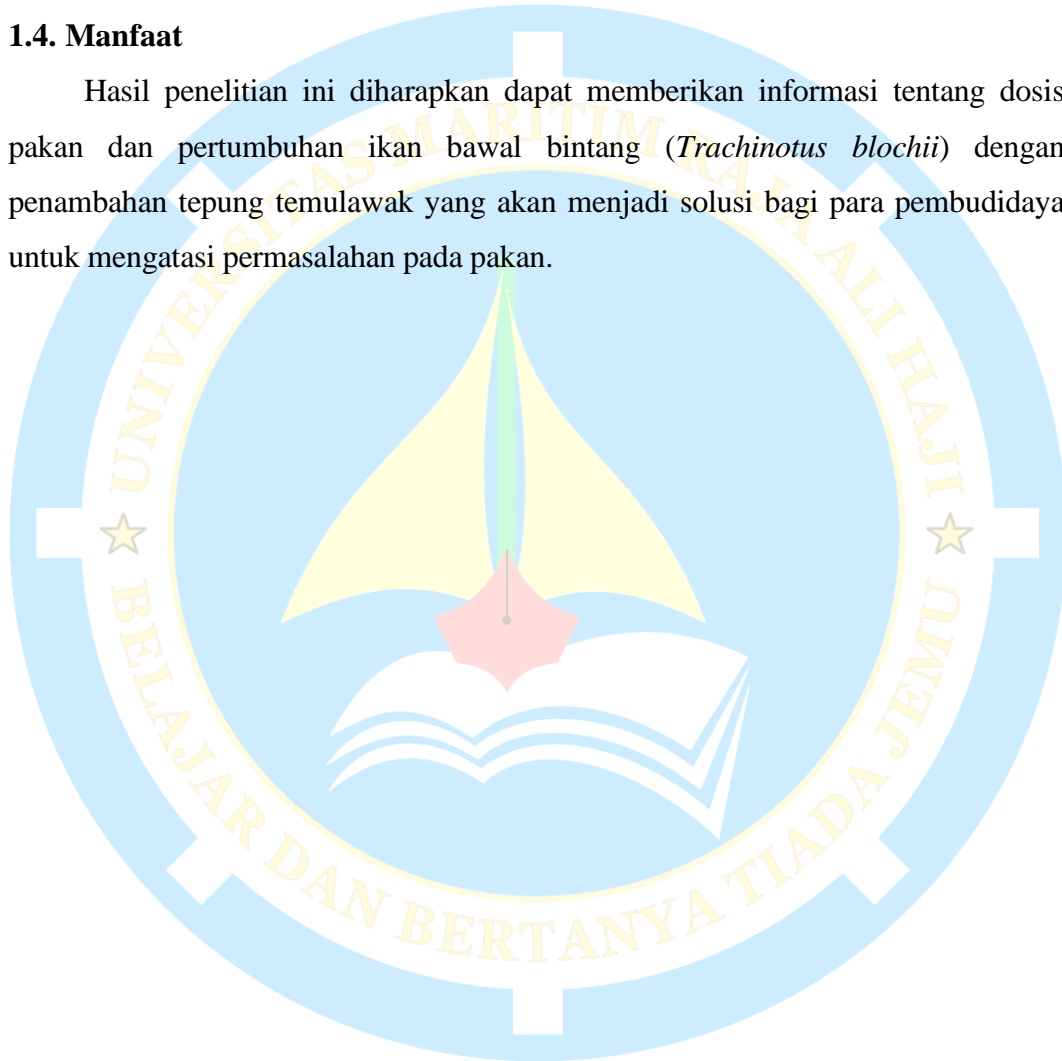 1.4. Manfaat
Hasil penelitian ini diharapkan dapat memberikan informasi tentang dosis
pakan dan pertumbuhan ikan bawal bintang (Trachinotus blochii) dengan
penambahan tepung temulawak yang akan menjadi solusi bagi para pembudidaya
untuk mengatasi permasalahan pada pakan.
UNIVERSITAS MARITIM RAJA ALI HAJI
BELAJAR DAN BERTANYA TIADA JEMU